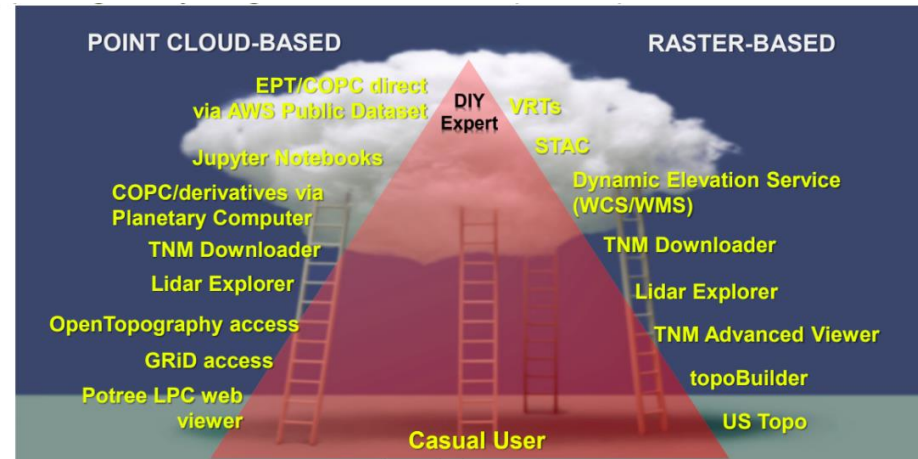 POINT CLOUD-BASED
RASTER-BASED
EPT/COPC direct
via AWS Public Dataset
DIY
Expert
VRTs
STAC
Jupyter Notebooks
COPC/derivatives via
Planetary Computer
Dynamic Elevation Service
(WCS/WMS)
TNM Downloader
TNM Downloader
Lidar Explorer
Lidar Explorer
OpenTopography access
TNM Advanced Viewer
GRiD access
topoBuilder
Potree LPC web
viewer
US Topo
Casual User